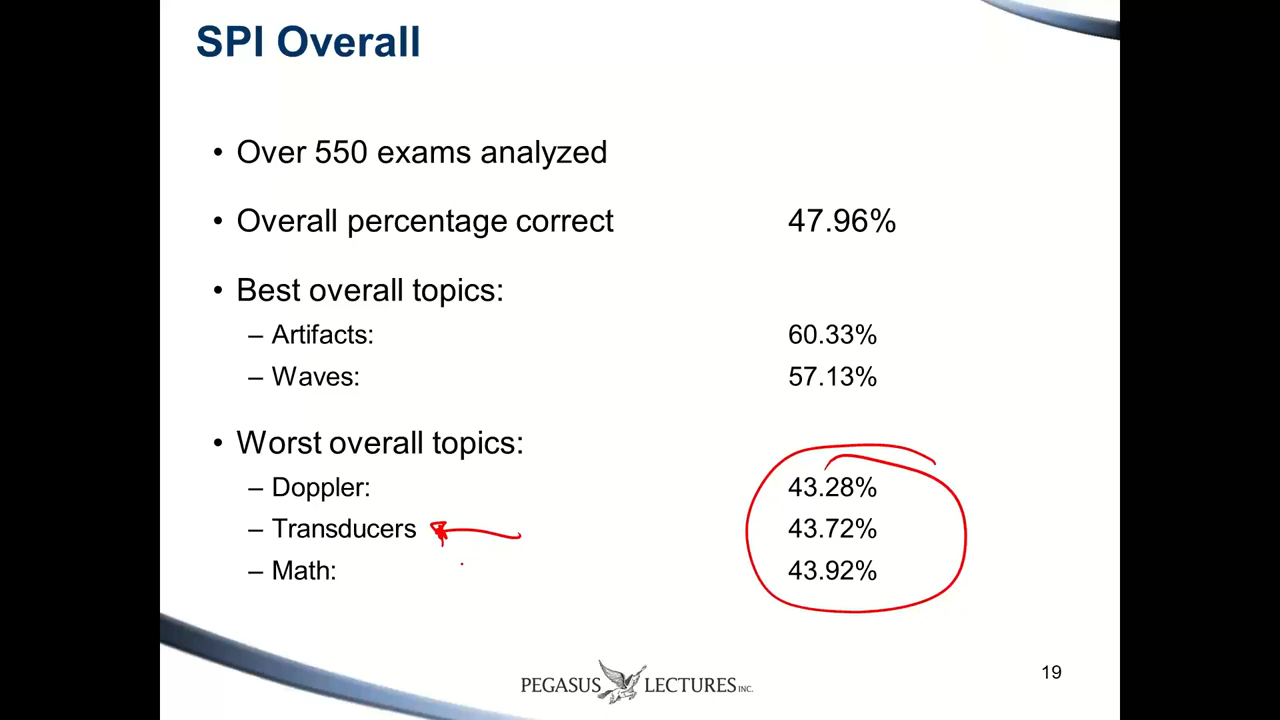 SPI Overall
• Over 550 exams analyzed
• Overall percentage correct 47.96%
• Best overall topics:
– Artifacts: 60.33%
– Waves: 57.13%
• Worst overall topics:
– Doppler: 43.28%
– Transducers 43.72%
– Math: 43.92%
PEGASUS LECTURES INC.
19